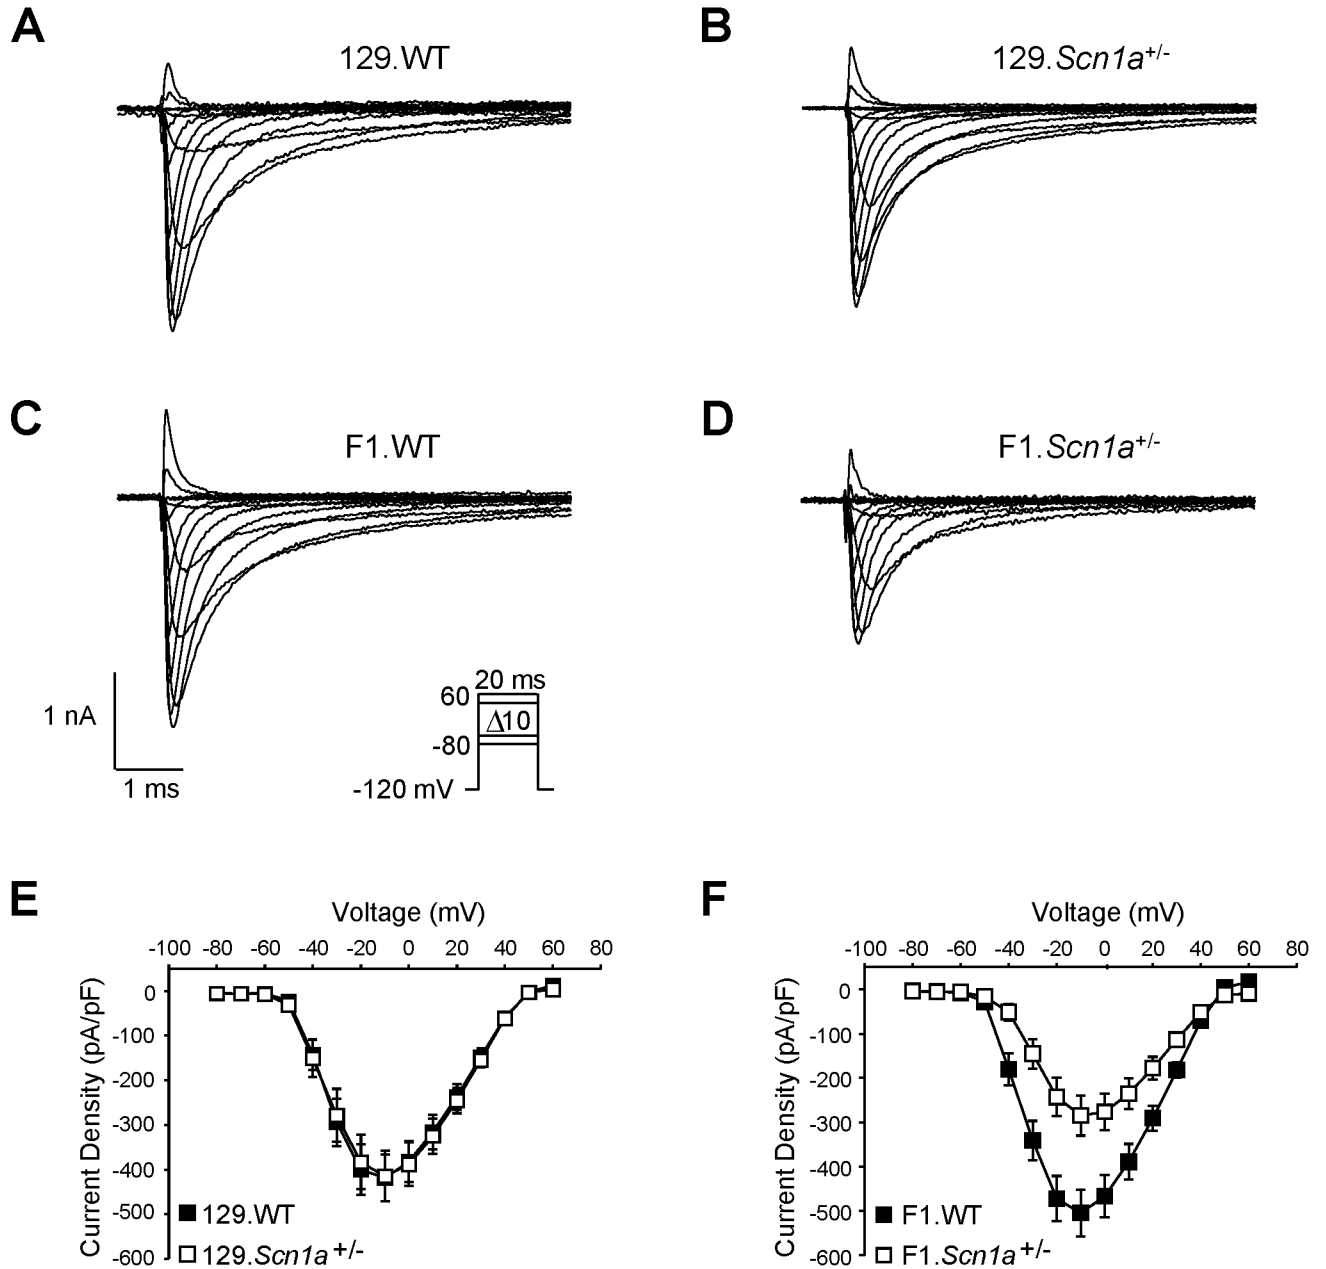 A
129.WT
B
129.Scn1a+/-
C
F1.WT
D
F1.Scn1a+/-
1 nA
1 ms
20 ms
60
Δ10
-80
-120 mV
E
Voltage (mV)
-100 -80 -60 -40 -20 0 20 40 60 80
Current Density (pA/pF)
0
-100
-200
-300
-400
-500
-600
129.WT
129.Scn1a +/-
F
Voltage (mV)
-100 -80 -60 -40 -20 0 20 40 60 80
Current Density (pA/pF)
0
-100
-200
-300
-400
-500
-600
F1.WT
F1.Scn1a +/-